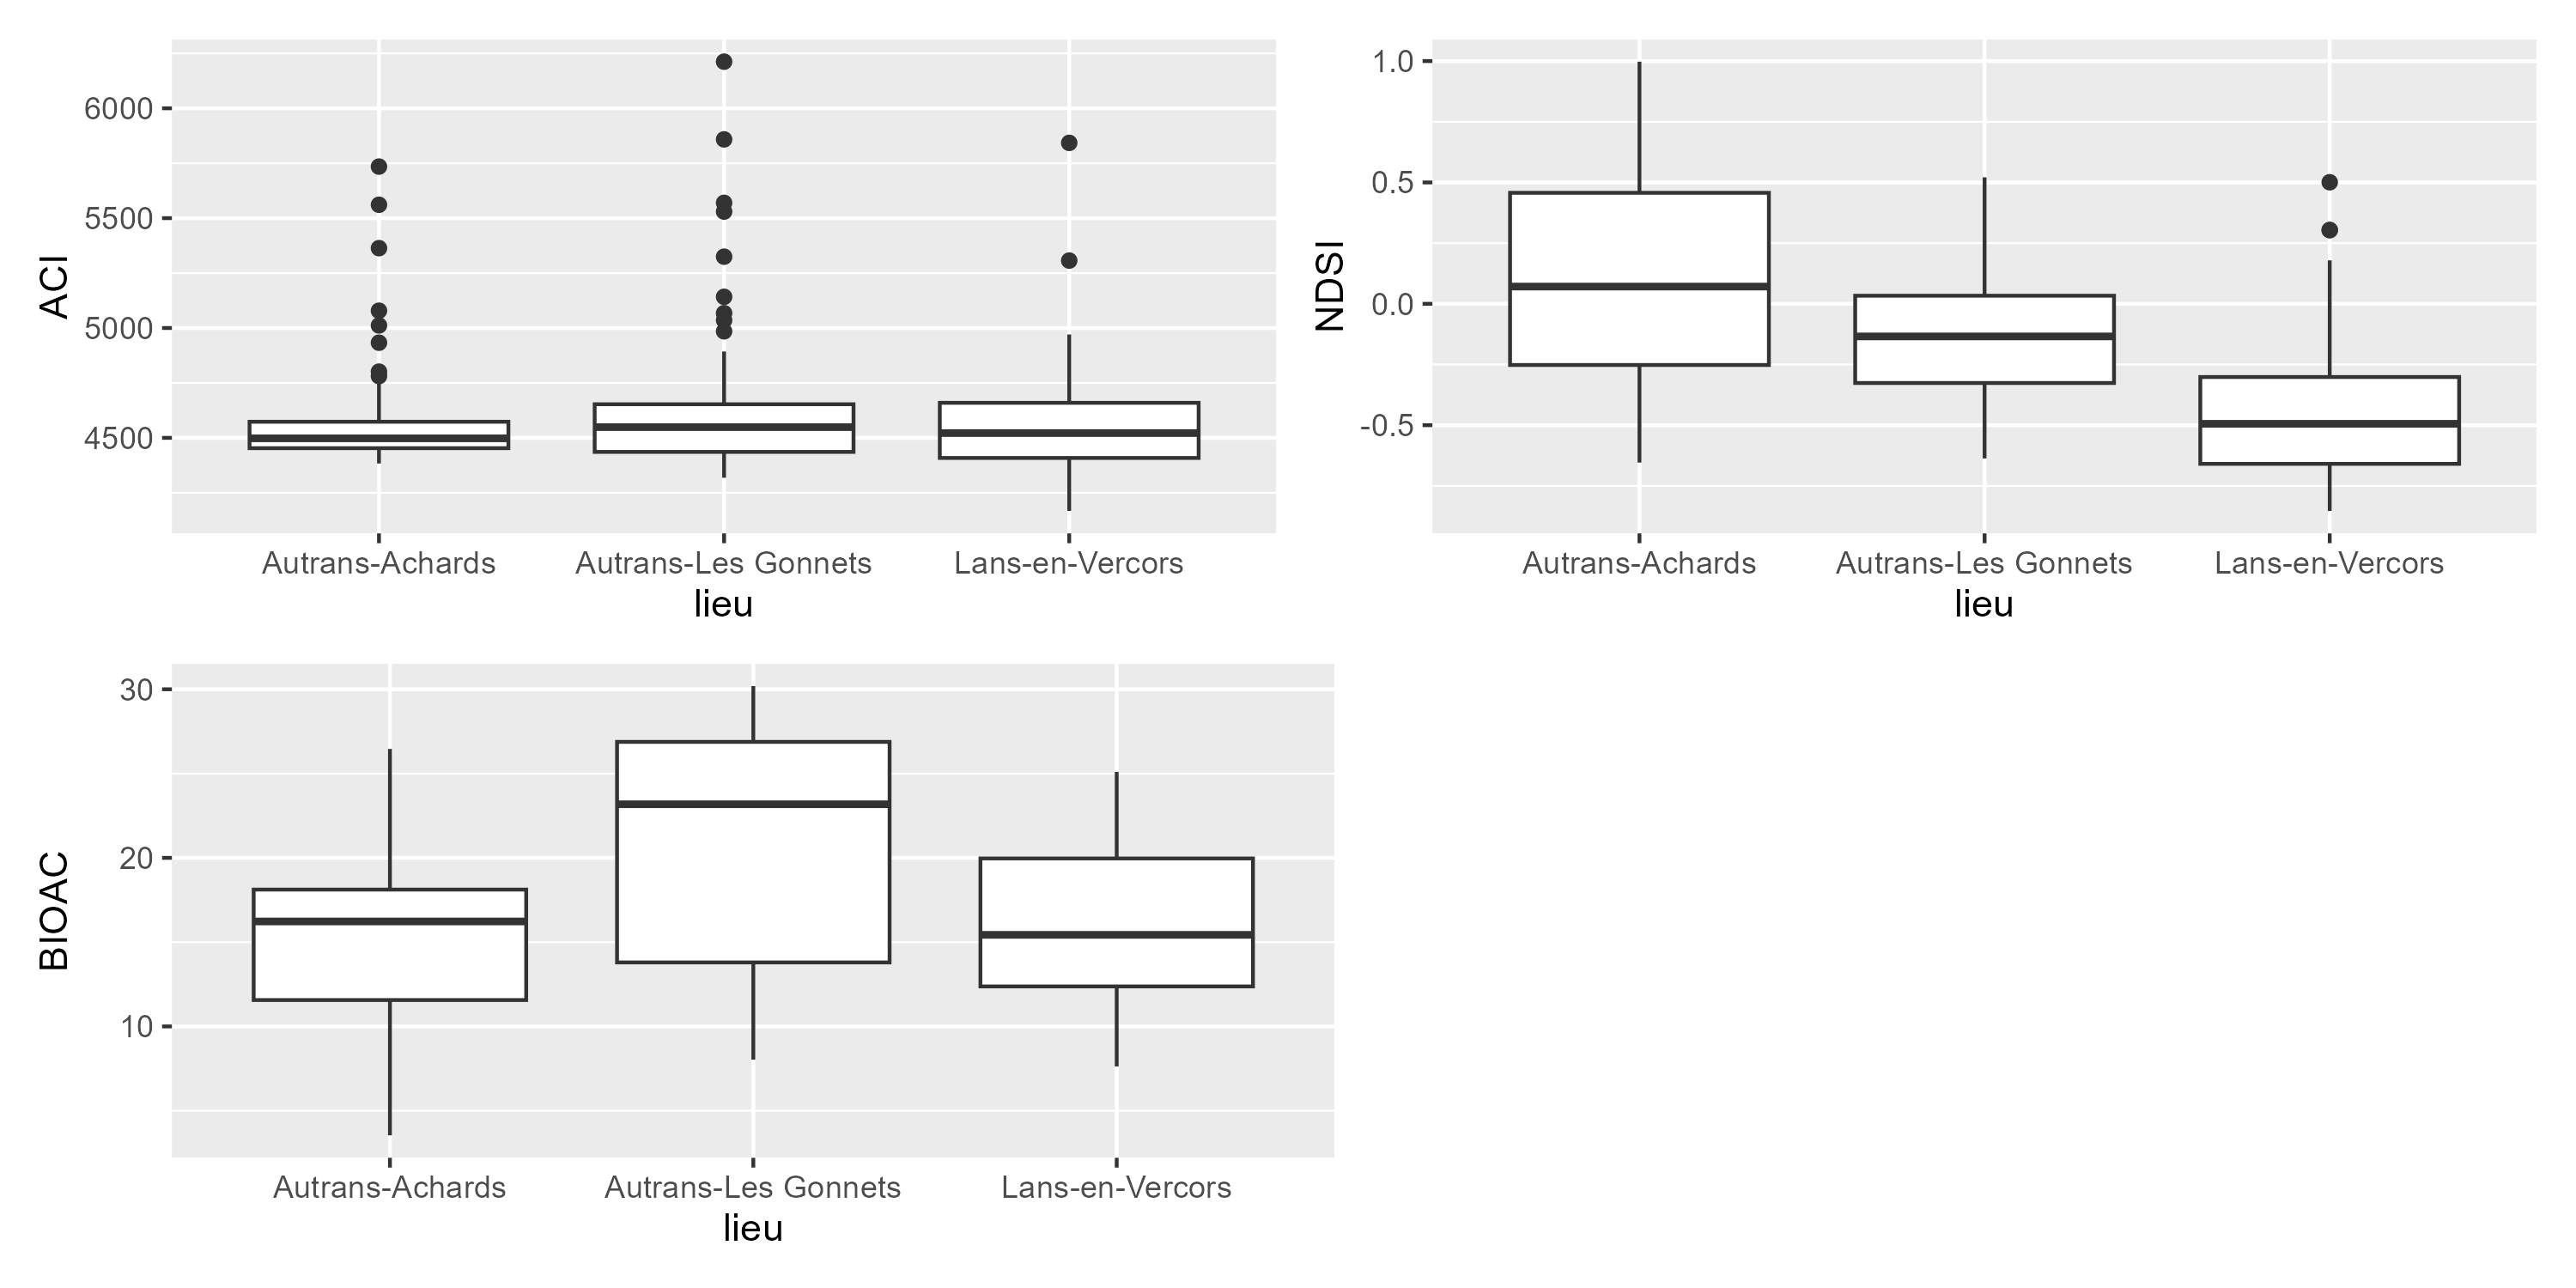 ACI
6000
5500
5000
4500
Autrans-Achards
Autrans-Les Gonnets
Lans-en-Vercors
lieu
NDSI
1.0
0.5
0.0
-0.5
Autrans-Achards
Autrans-Les Gonnets
Lans-en-Vercors
lieu
BIOAC
30
20
10
Autrans-Achards
Autrans-Les Gonnets
Lans-en-Vercors
lieu